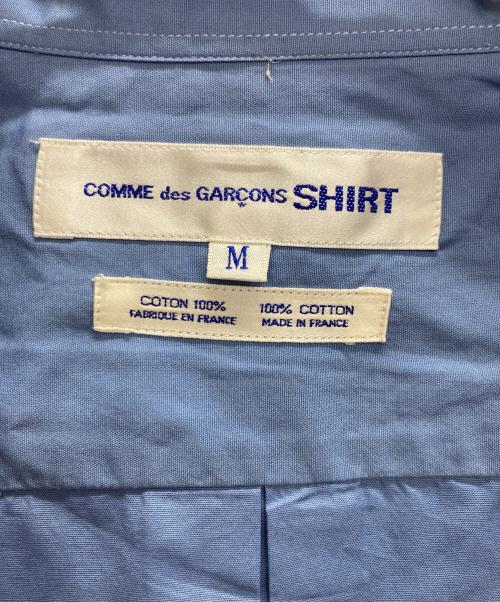 COMME des GARÇONS SHIRT
M
COTON 100% 100% COTTON
FABRIQUE EN FRANCE MADE IN FRANCE